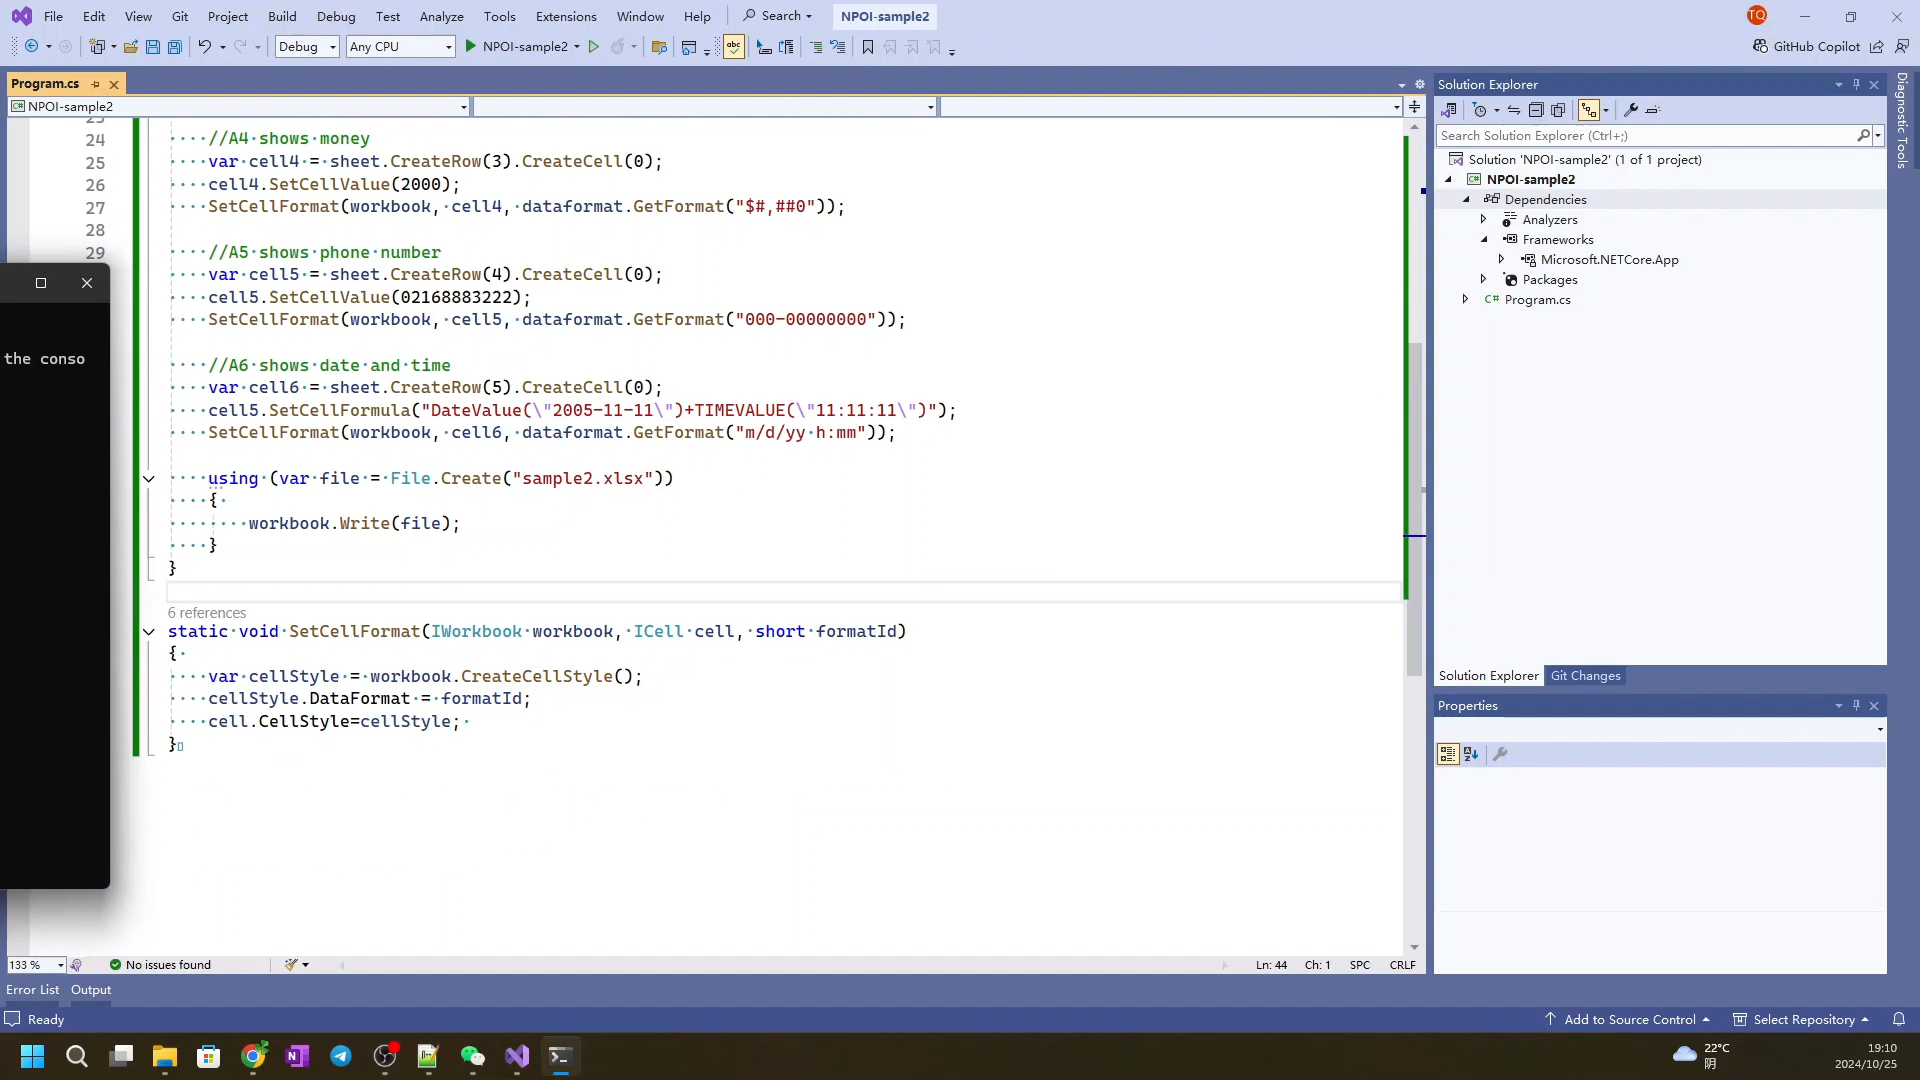 File Edit View Git Project Build Debug Test Analyze Tools Extensions Window Help Search NPOI-sample2 TQ
Debug Any CPU NPOI-sample2 abc GitHub Copilot
Program.cs
NPOI-sample2
24 //A4 shows money
25 var cell4 = sheet.CreateRow(3).CreateCell(0);
26 cell4.SetCellValue(2000);
27 SetCellFormat(workbook, cell4, dataformat.GetFormat("$#,##0"));
28
29 //A5 shows phone number
var cell5 = sheet.CreateRow(4).CreateCell(0);
cell5.SetCellValue(02168883222);
SetCellFormat(workbook, cell5, dataformat.GetFormat("000-00000000"));
//A6 shows date and time
var cell6 = sheet.CreateRow(5).CreateCell(0);
cell5.SetCellFormula("DateValue(\"2005-11-11\")+TIMEVALUE(\"11:11:11\")");
SetCellFormat(workbook, cell6, dataformat.GetFormat("m/d/yy h:mm"));
using (var file = File.Create("sample2.xlsx"))
{
workbook.Write(file);
}
}
6 references
static void SetCellFormat(IWorkbook workbook, ICell cell, short formatId)
{
var cellStyle = workbook.CreateCellStyle();
cellStyle.DataFormat = formatId;
cell.CellStyle=cellStyle;
}
the conso
133 % No issues found Ln: 44 Ch: 1 SPC CRLF
Error List Output
Ready
Solution Explorer
Search Solution Explorer (Ctrl+;)
Solution 'NPOI-sample2' (1 of 1 project)
C# NPOI-sample2
Dependencies
Analyzers
Frameworks
Microsoft.NETCore.App
Packages
C# Program.cs
Solution Explorer Git Changes
Properties
Diagnostic Tools
Add to Source Control Select Repository
22°C
阴
19:10
2024/10/25